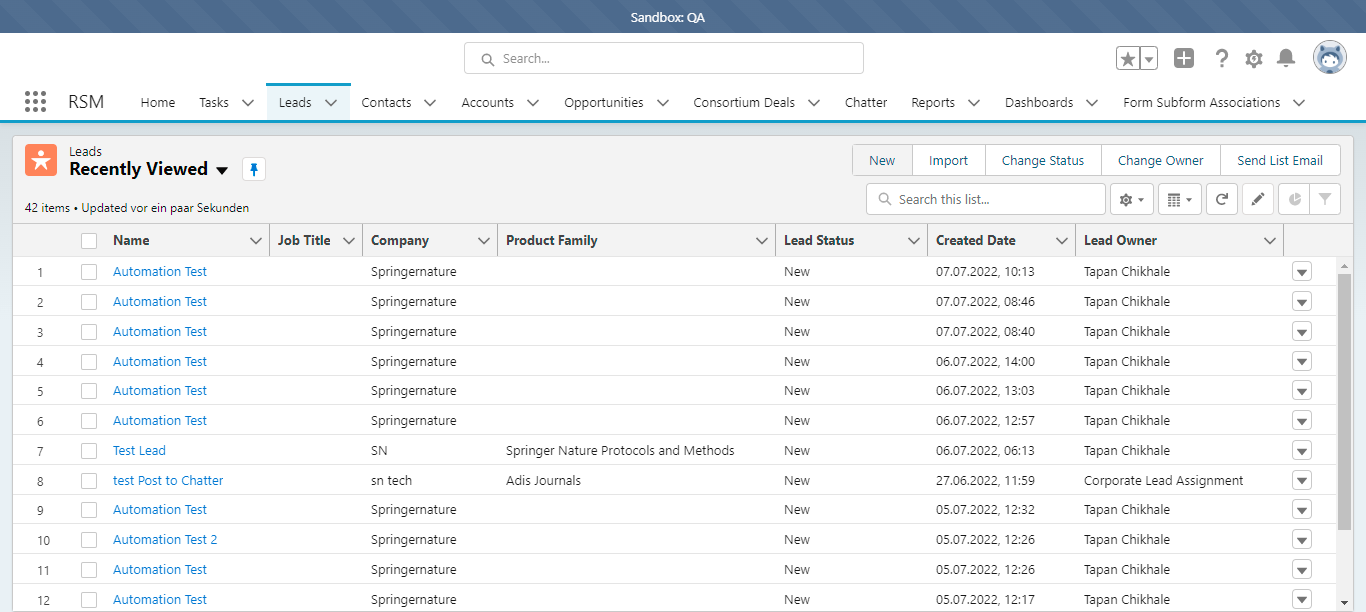 Sandbox: QA
Search...
RSM Home Tasks Leads Contacts Accounts Opportunities Consortium Deals Chatter Reports Dashboards Form Subform Associations
Leads
Recently Viewed
New Import Change Status Change Owner Send List Email
42 items • Updated vor ein paar Sekunden
Search this list...
Name Job Title Company Product Family Lead Status Created Date Lead Owner
1 Automation Test Springernature New 07.07.2022, 10:13 Tapan Chikhale
2 Automation Test Springernature New 07.07.2022, 08:46 Tapan Chikhale
3 Automation Test Springernature New 07.07.2022, 08:40 Tapan Chikhale
4 Automation Test Springernature New 06.07.2022, 14:00 Tapan Chikhale
5 Automation Test Springernature New 06.07.2022, 13:03 Tapan Chikhale
6 Automation Test Springernature New 06.07.2022, 12:57 Tapan Chikhale
7 Test Lead SN Springer Nature Protocols and Methods New 06.07.2022, 06:13 Tapan Chikhale
8 test Post to Chatter sn tech Adis Journals New 27.06.2022, 11:59 Corporate Lead Assignment
9 Automation Test Springernature New 05.07.2022, 12:32 Tapan Chikhale
10 Automation Test 2 Springernature New 05.07.2022, 12:26 Tapan Chikhale
11 Automation Test Springernature New 05.07.2022, 12:26 Tapan Chikhale
12 Automation Test Springernature New 05.07.2022, 12:17 Tapan Chikhale